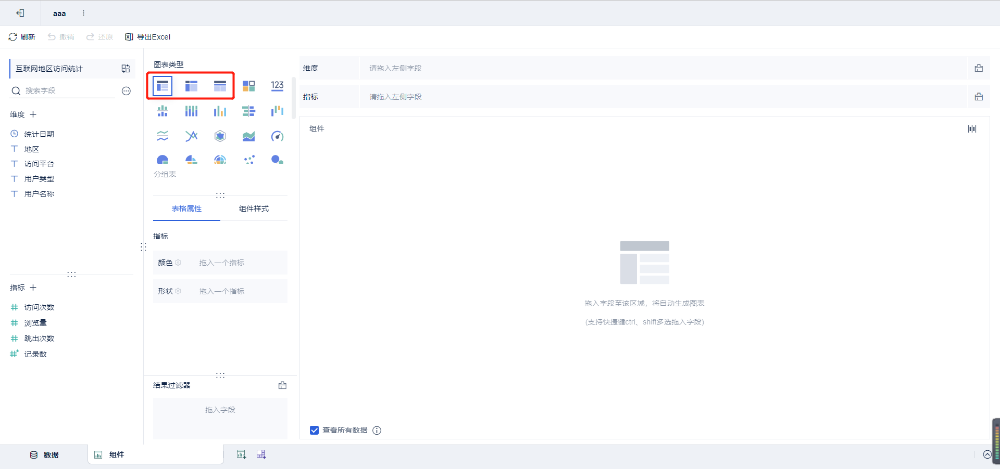 aaa
刷新 撤销 还原 导出Excel
互联网地区访问统计
搜索字段
维度
统计日期
地区
访问平台
用户类型
用户名称
指标
访问次数
浏览量
跳出次数
记录数
图表类型
123
分组表
表格属性 组件样式
指标
颜色 拖入一个指标
形状 拖入一个指标
结果过滤器
拖入字段
维度 请拖入左侧字段
指标 请拖入左侧字段
组件
拖入字段至该区域，将自动生成图表
(支持快捷键ctrl、shift多选拖入字段)
查看所有数据
数据 组件